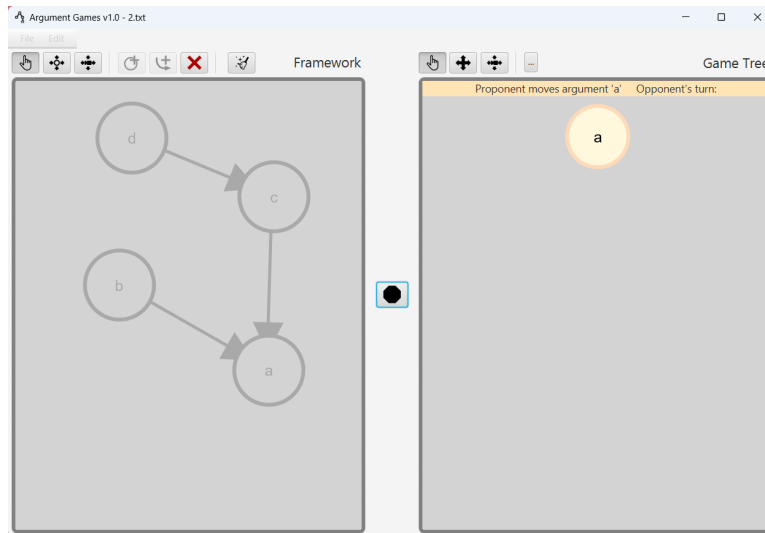 Argument Games v1.0 - 2.txt
File Edit
Framework
Game Tree
Proponent moves argument 'a' Opponent's turn:
d
a
c
b
a